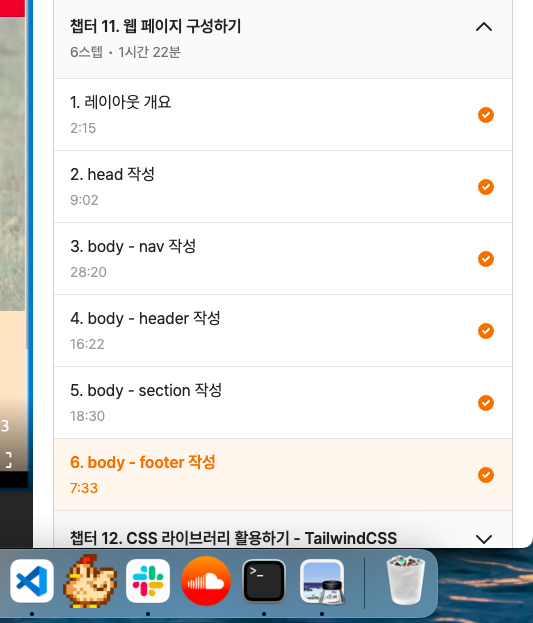 챕터 11. 웹 페이지 구성하기
6스텝 • 1시간 22분
1. 레이아웃 개요
2:15
2. head 작성
9:02
3. body - nav 작성
28:20
4. body - header 작성
16:22
5. body - section 작성
18:30
3
6. body - footer 작성
7:33
챕터 12. CSS 라이브러리 활용하기 - TailwindCSS
>_